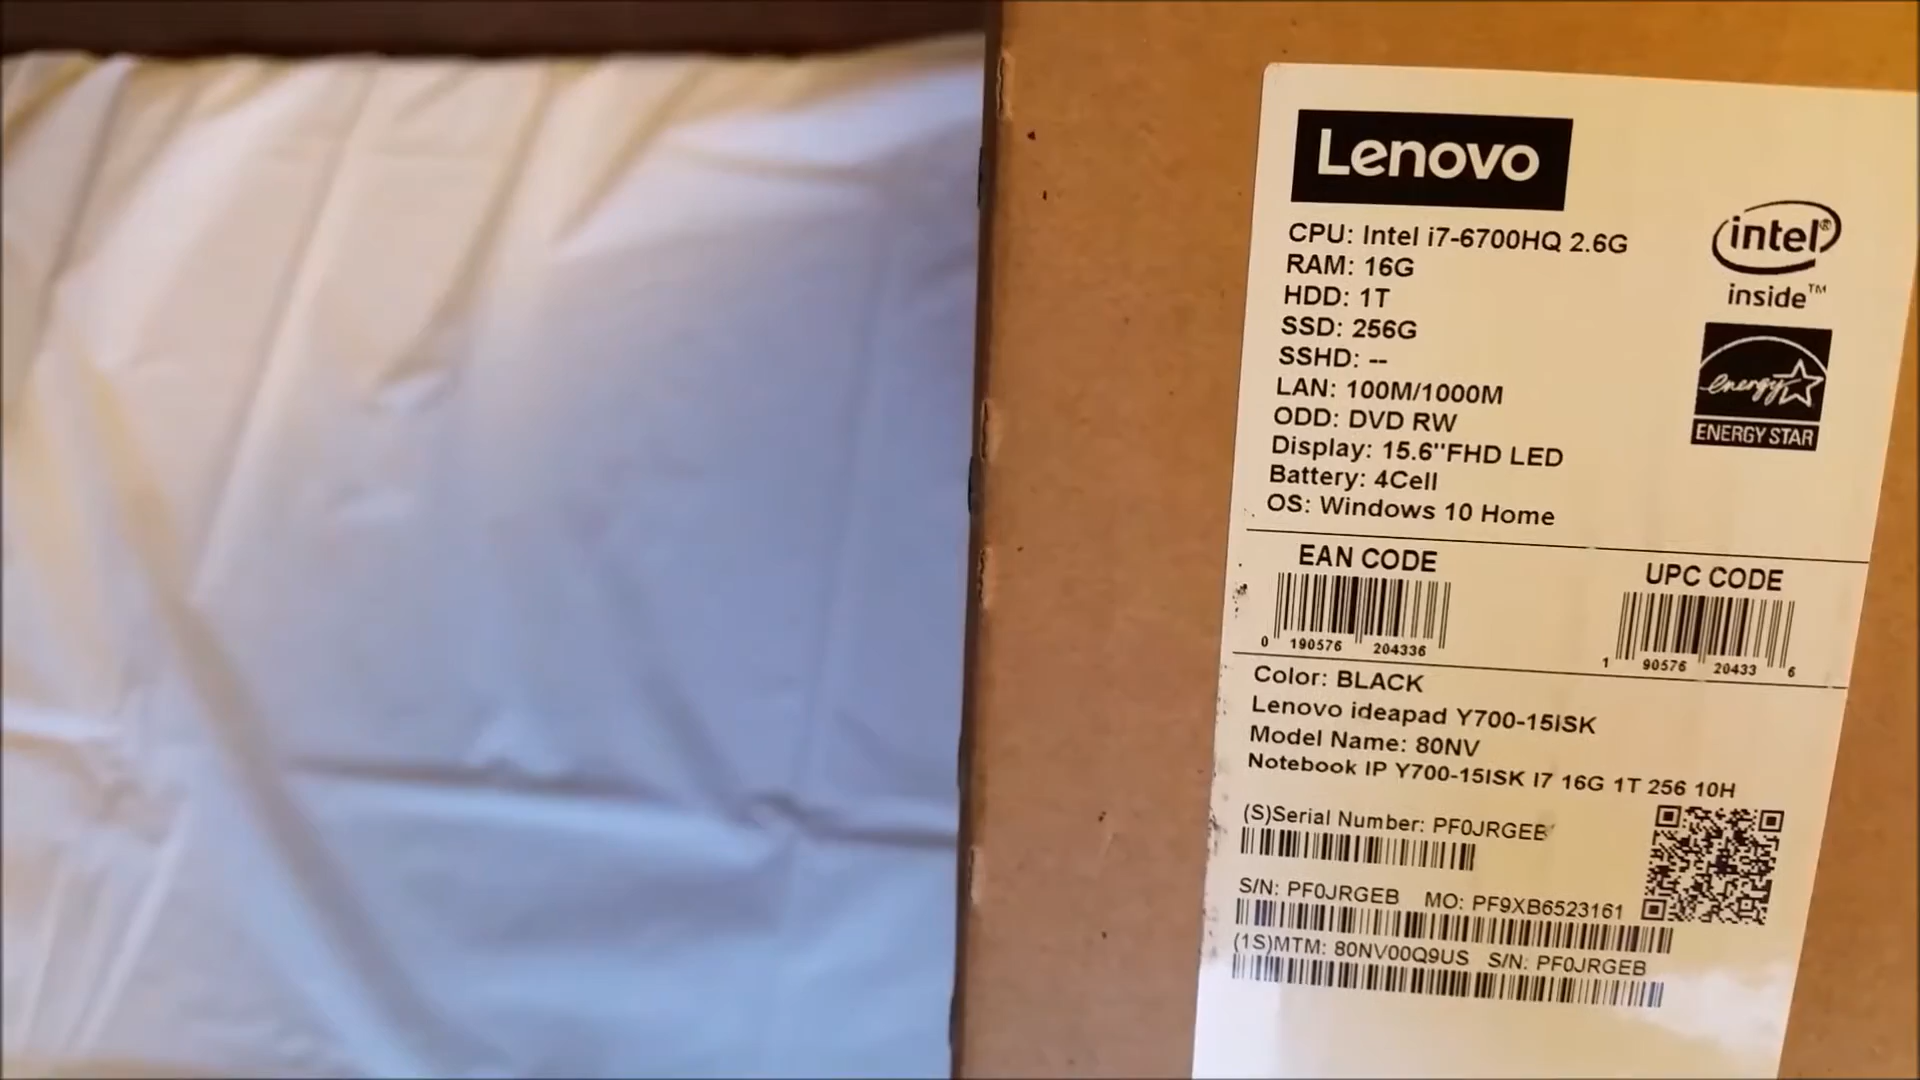 Lenovo
CPU: Intel i7-6700HQ 2.6G
RAM: 16G
HDD: 1T
SSD: 256G
SSHD: --
LAN: 100M/1000M
ODD: DVD RW
Display: 15.6"FHD LED
Battery: 4Cell
OS: Windows 10 Home
intel®
inside™
energy
ENERGY STAR
EAN CODE
0 190576 204336
UPC CODE
1 90576 20433 6
Color: BLACK
Lenovo ideapad Y700-15ISK
Model Name: 80NV
Notebook IP Y700-15ISK I7 16G 1T 256 10H
(S)Serial Number: PF0JRGEB
S/N: PF0JRGEB MO: PF9XB6523161
(1S)MTM: 80NV00Q9US S/N: PF0JRGEB